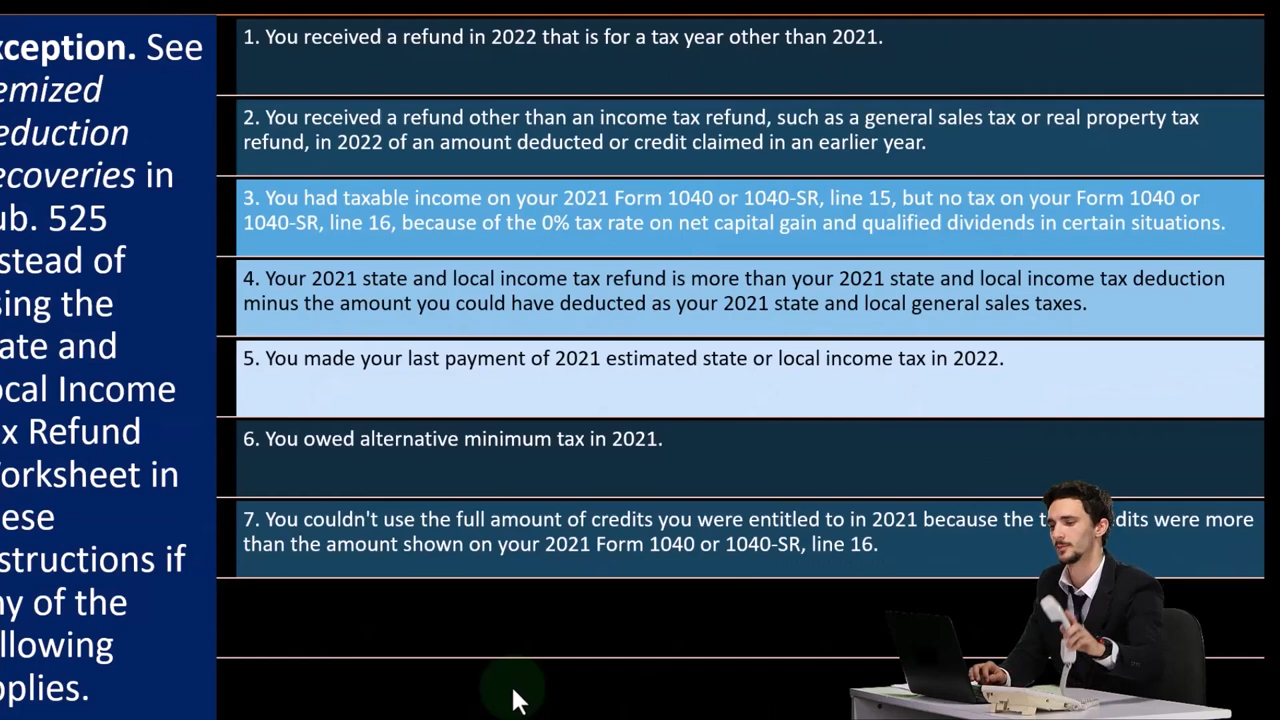 xception. See
emized
eduction
ecoveries in
ub. 525
stead of
sing the
ate and
ocal Income
x Refund
orksheet in
ese
structions if
ny of the
llowing
pplies.
1. You received a refund in 2022 that is for a tax year other than 2021.
2. You received a refund other than an income tax refund, such as a general sales tax or real property tax
refund, in 2022 of an amount deducted or credit claimed in an earlier year.
3. You had taxable income on your 2021 Form 1040 or 1040-SR, line 15, but no tax on your Form 1040 or
1040-SR, line 16, because of the 0% tax rate on net capital gain and qualified dividends in certain situations.
4. Your 2021 state and local income tax refund is more than your 2021 state and local income tax deduction
minus the amount you could have deducted as your 2021 state and local general sales taxes.
5. You made your last payment of 2021 estimated state or local income tax in 2022.
6. You owed alternative minimum tax in 2021.
7. You couldn't use the full amount of credits you were entitled to in 2021 because the t dits were more
than the amount shown on your 2021 Form 1040 or 1040-SR, line 16.